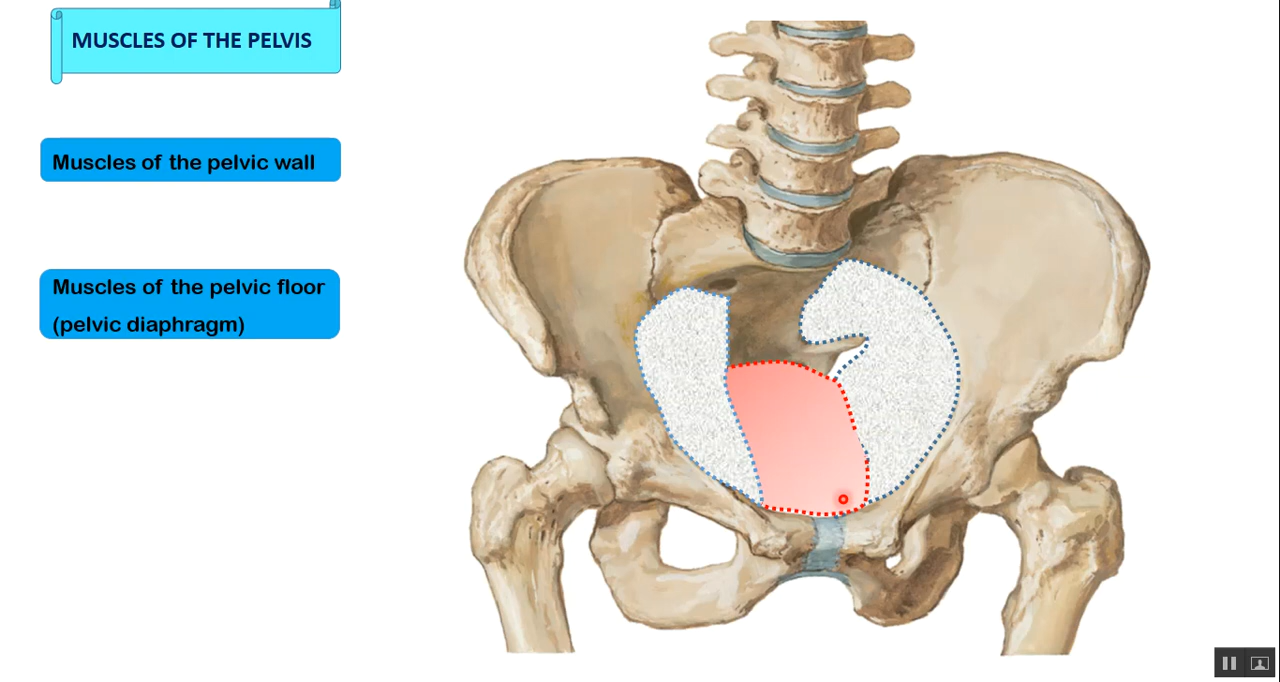 MUSCLES OF THE PELVIS
Muscles of the pelvic wall
Muscles of the pelvic floor
(pelvic diaphragm)